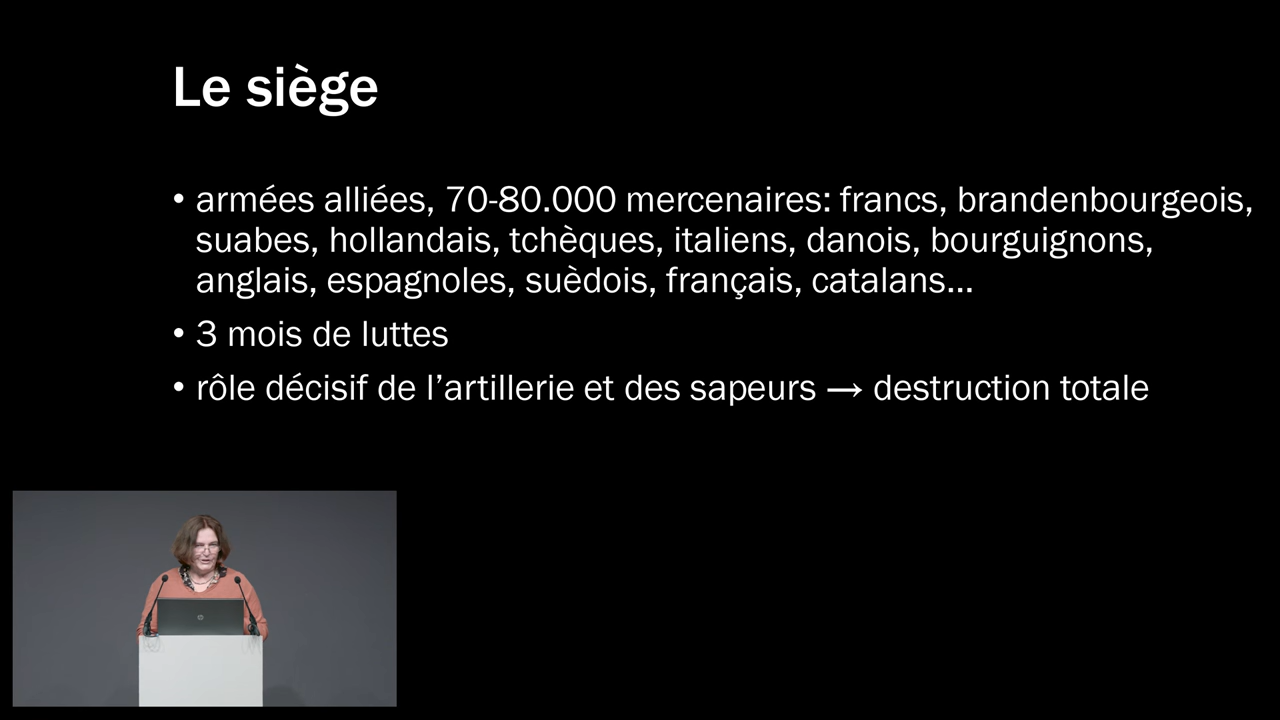 Le siège
• armées alliées, 70-80.000 mercenaires: francs, brandenbourgeois,
suabes, hollandais, tchèques, italiens, danois, bourguignons,
anglais, espagnoles, suèdois, français, catalans...
• 3 mois de luttes
• rôle décisif de l’artillerie et des sapeurs → destruction totale